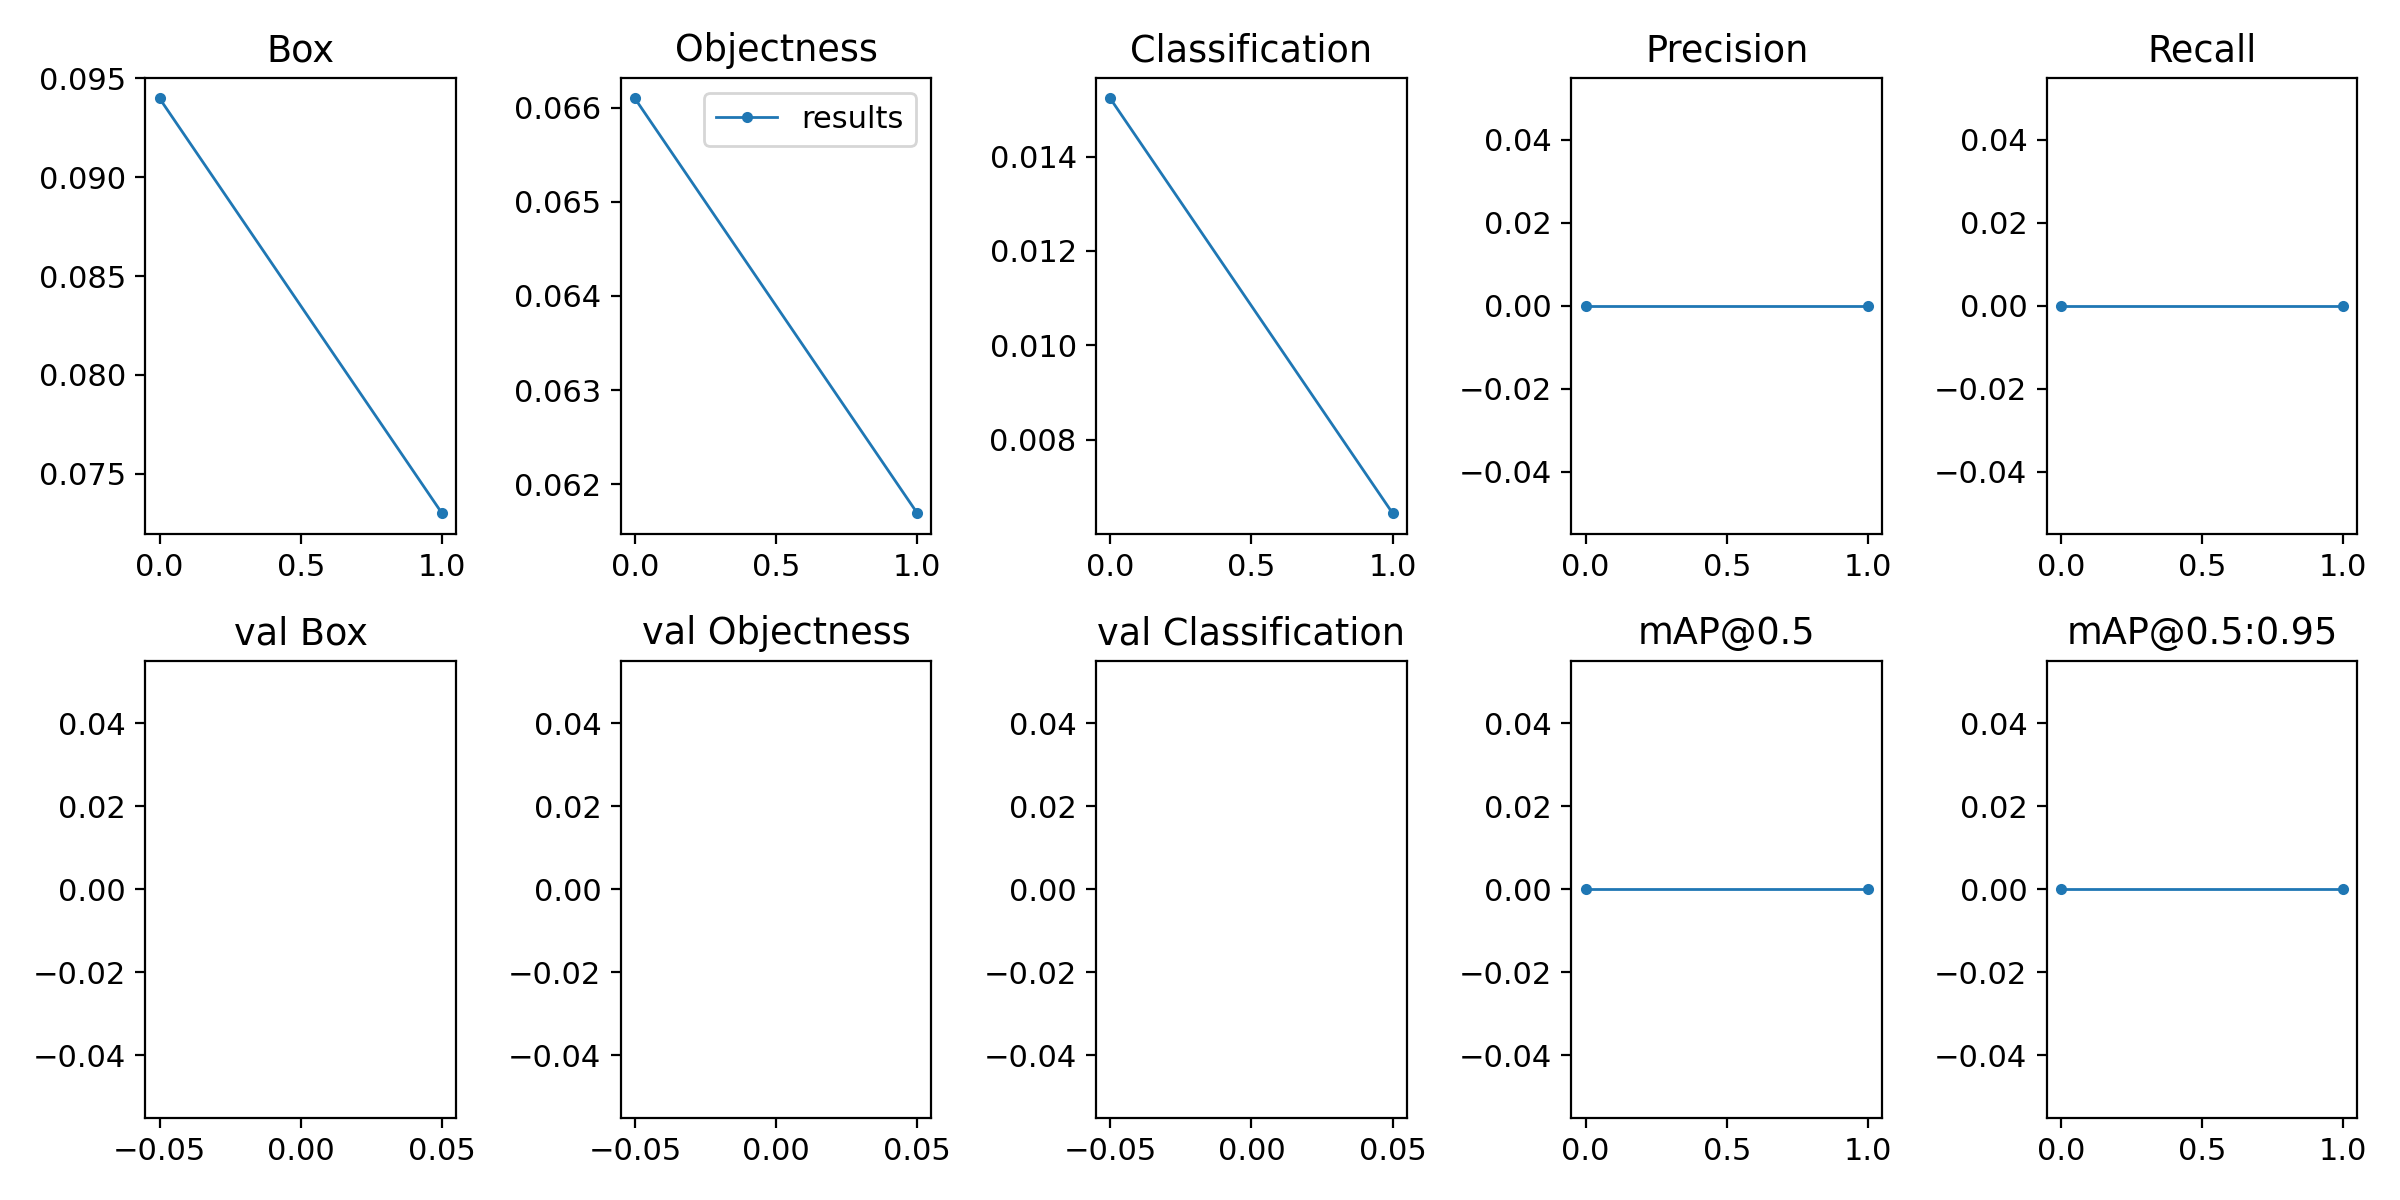 Box
Objectness
Classification
Precision
Recall
0.095
0.090
0.085
0.080
0.075
0.0 0.5 1.0
results
0.066
0.065
0.064
0.063
0.062
0.0 0.5 1.0
0.014
0.012
0.010
0.008
0.0 0.5 1.0
0.04
0.02
0.00
−0.02
−0.04
0.0 0.5 1.0
0.04
0.02
0.00
−0.02
−0.04
0.0 0.5 1.0
val Box
val Objectness
val Classification
mAP@0.5
mAP@0.5:0.95
0.04
0.02
0.00
−0.02
−0.04
−0.05 0.00 0.05
0.04
0.02
0.00
−0.02
−0.04
−0.05 0.00 0.05
0.04
0.02
0.00
−0.02
−0.04
−0.05 0.00 0.05
0.04
0.02
0.00
−0.02
−0.04
0.0 0.5 1.0
0.04
0.02
0.00
−0.02
−0.04
0.0 0.5 1.0